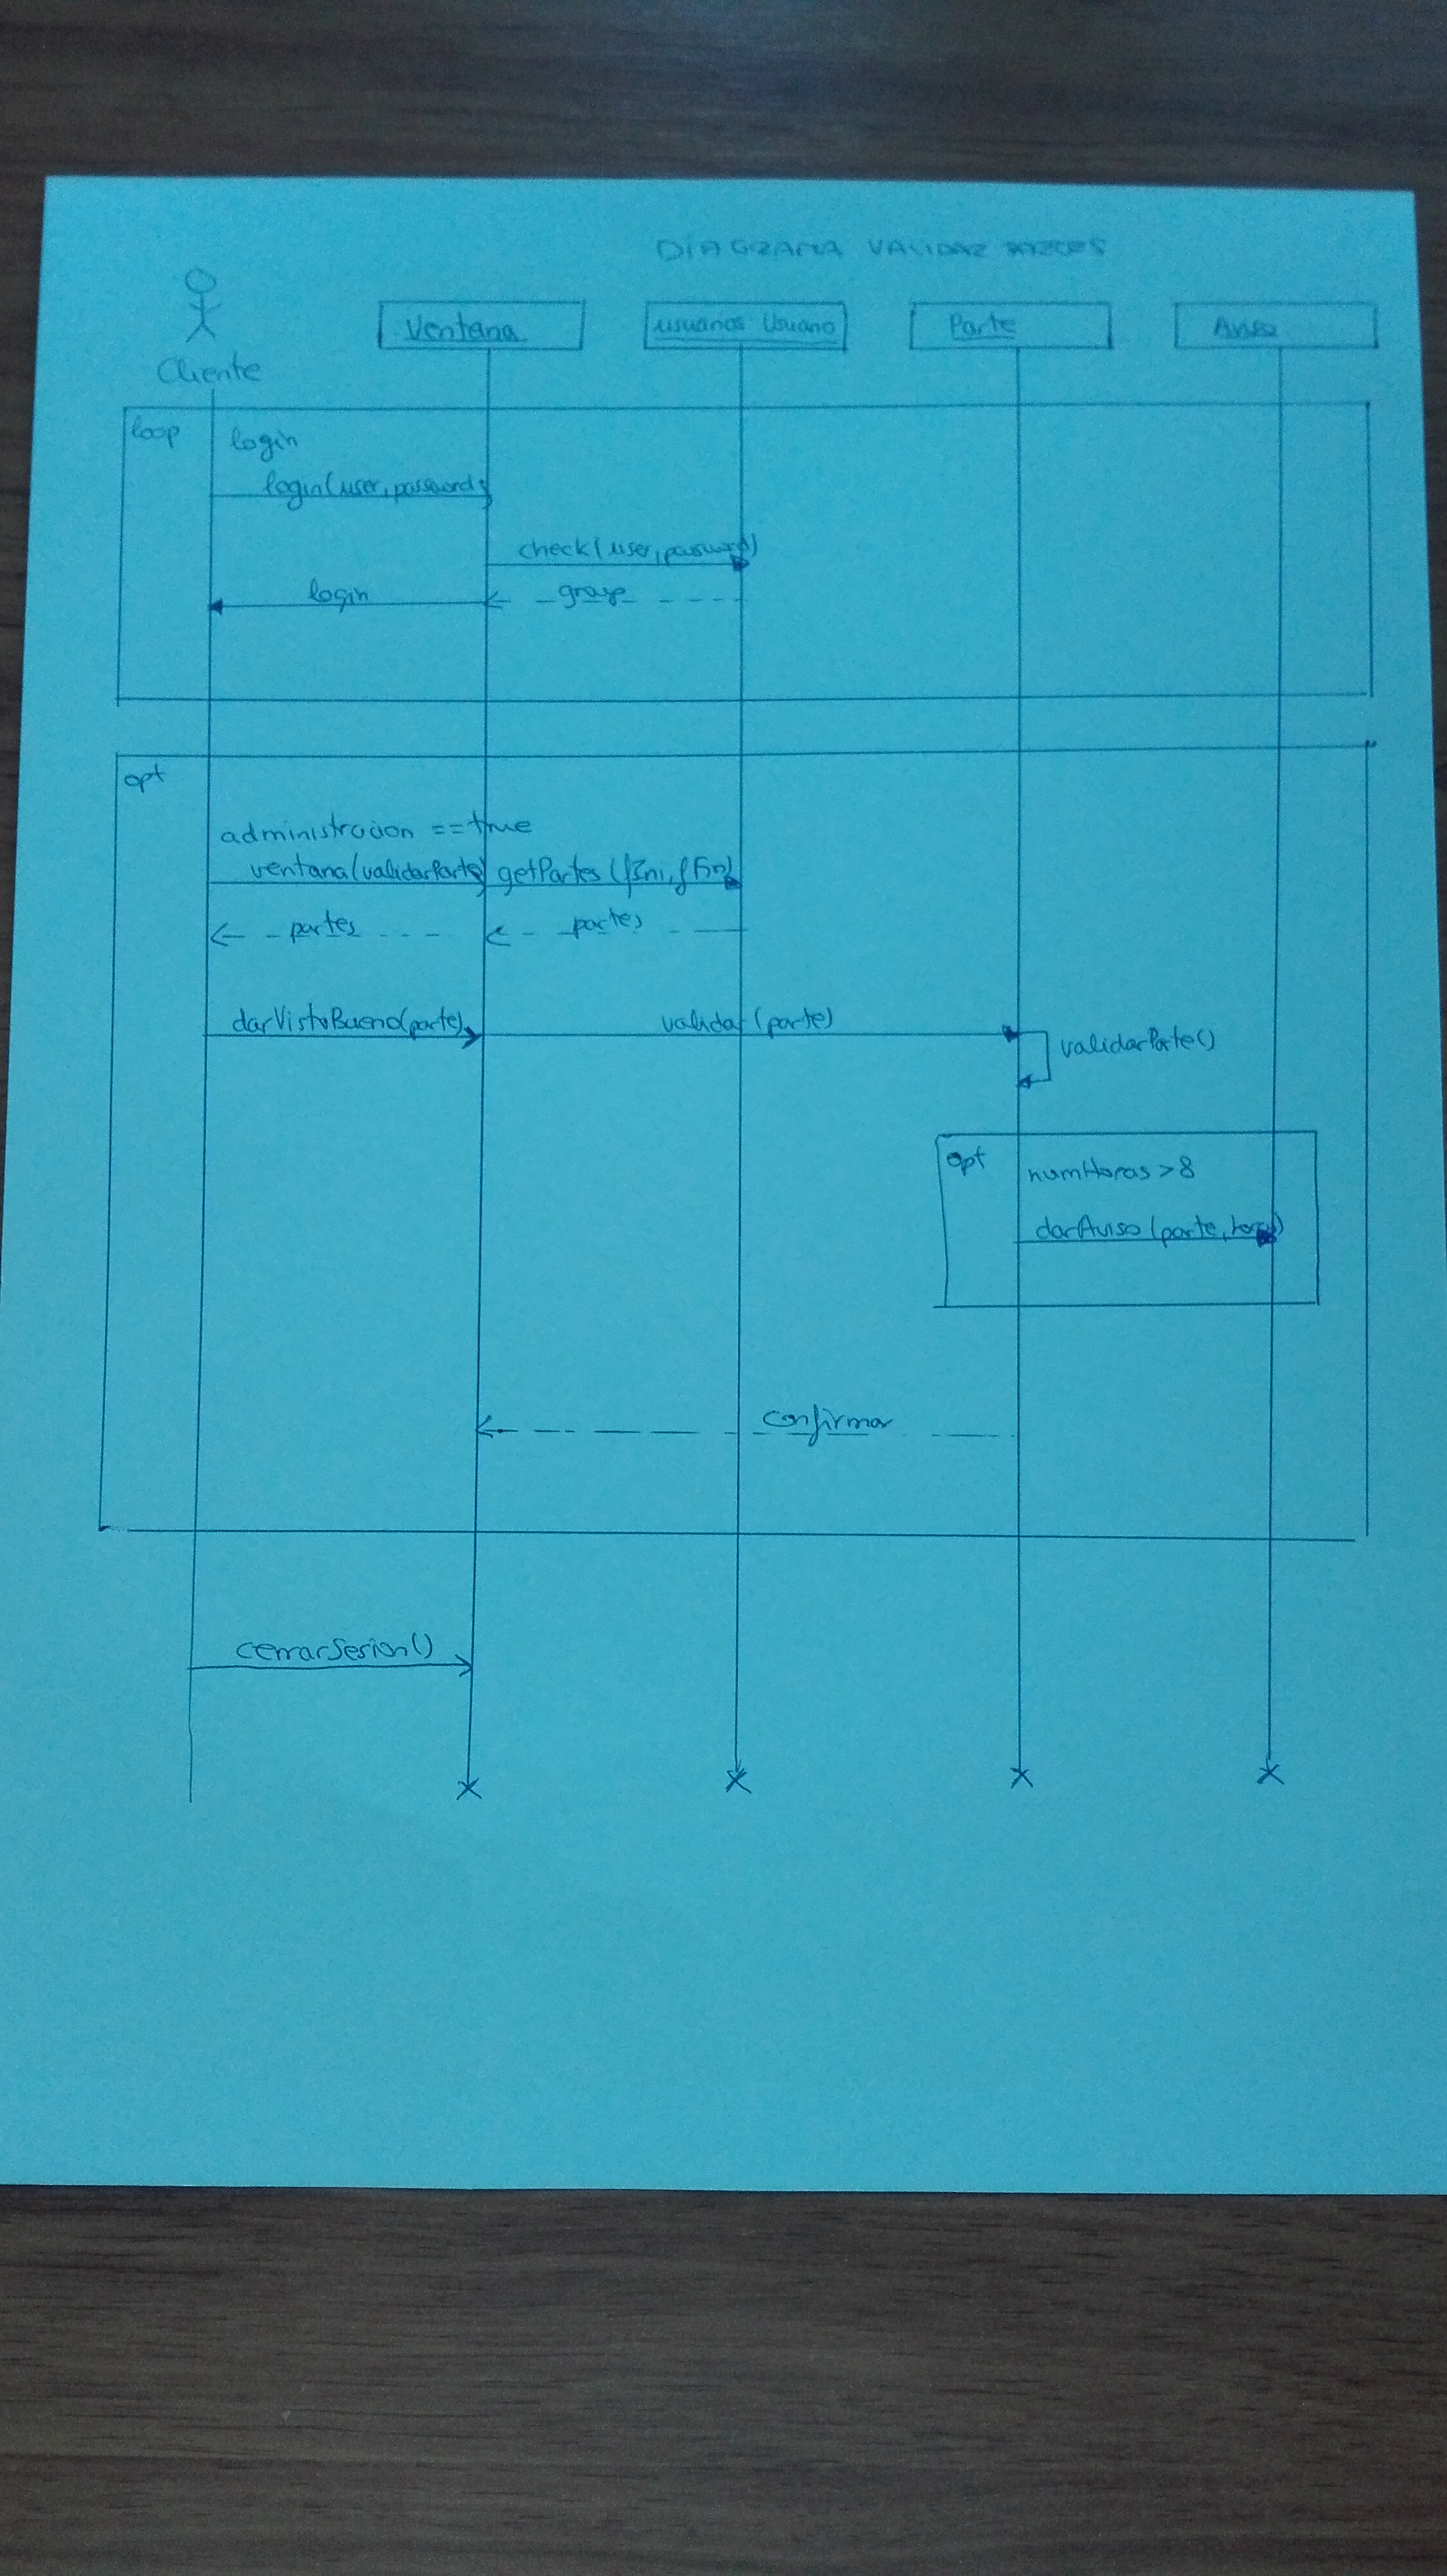 DIAGRAMA VALIDAR PARTES
Ventana
usuarios Usuario
Parte
Aviso
Cliente
loop
login
login(user,password)
check(user,password)
login
group
opt
administracion ==true
ventana(validarParte)
getPartes(fIni,fFin)
partes
partes
darVistoBueno(parte)
validar(parte)
validarParte()
opt
numHoras >8
darAviso(parte,
confirmar
cerrarSesion()